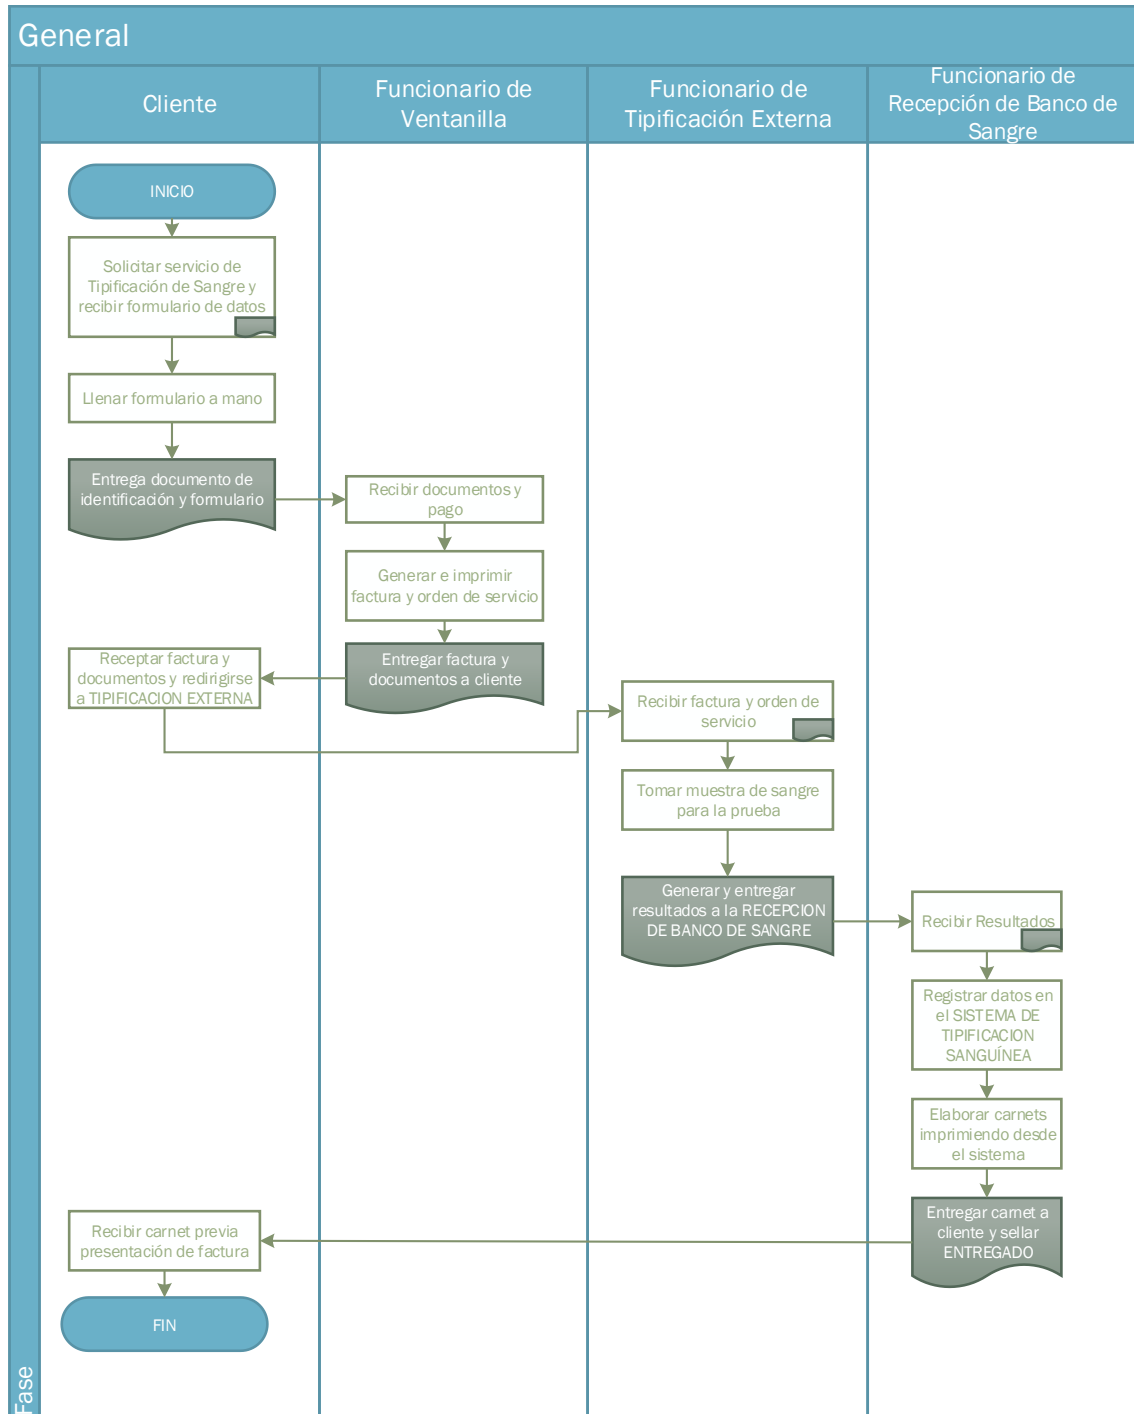 General
Cliente
Funcionario de
Ventanilla
Funcionario de
Tipificación Externa
Funcionario de
Recepción de Banco de
Sangre
INICIO
Solicitar servicio de
Tipificación de Sangre y
recibir formulario de datos
Llenar formulario a mano
Entrega documento de
identificación y formulario
Recibir documentos y
pago
Generar e imprimir
factura y orden de servicio
Entregar factura y
documentos a cliente
Receptar factura y
documentos y redirigirse
a TIPIFICACION EXTERNA
Recibir factura y orden de
servicio
Tomar muestra de sangre
para la prueba
Generar y entregar
resultados a la RECEPCION
DE BANCO DE SANGRE
Recibir Resultados
Registrar datos en
el SISTEMA DE
TIPIFICACION
SANGUÍNEA
Elaborar carnets
imprimiendo desde
el sistema
Entregar carnet a
cliente y sellar
ENTREGADO
Recibir carnet previa
presentación de factura
FIN
Fase